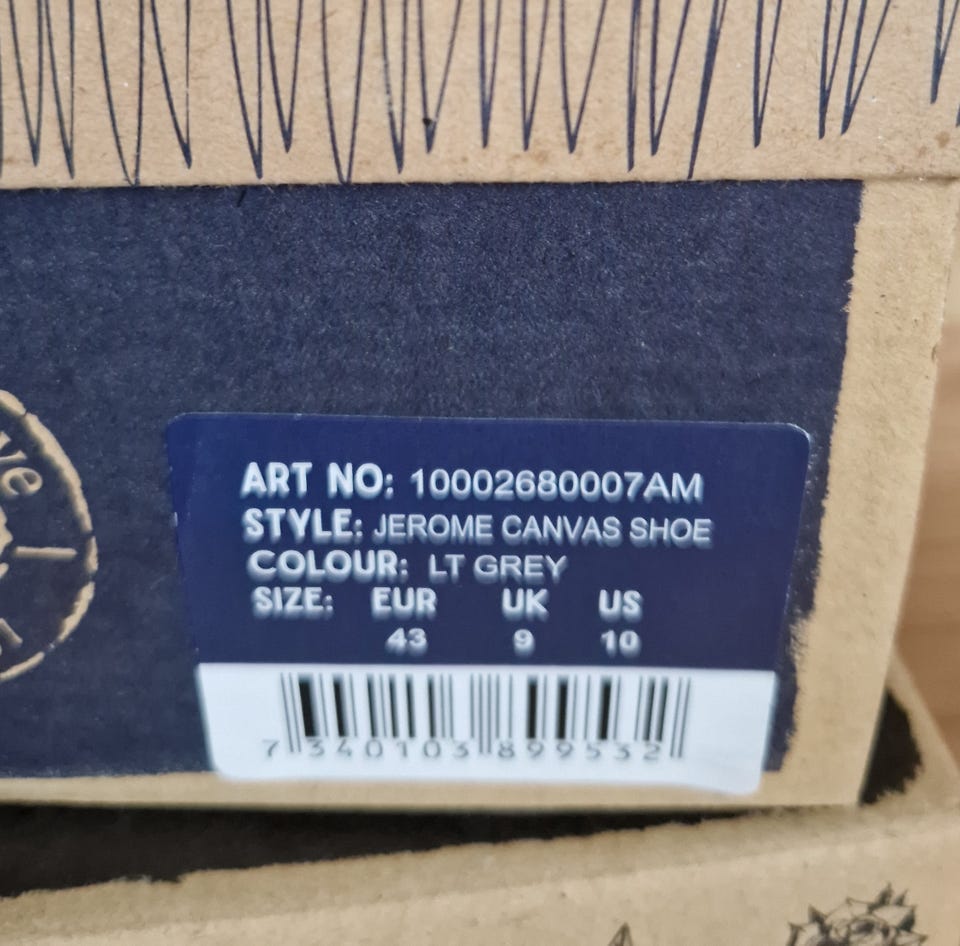 ART NO: 10002680007AM
STYLE: JEROME CANVAS SHOE
COLOUR: LT GREY
SIZE: EUR UK US
43 9 10
7 340103 899532